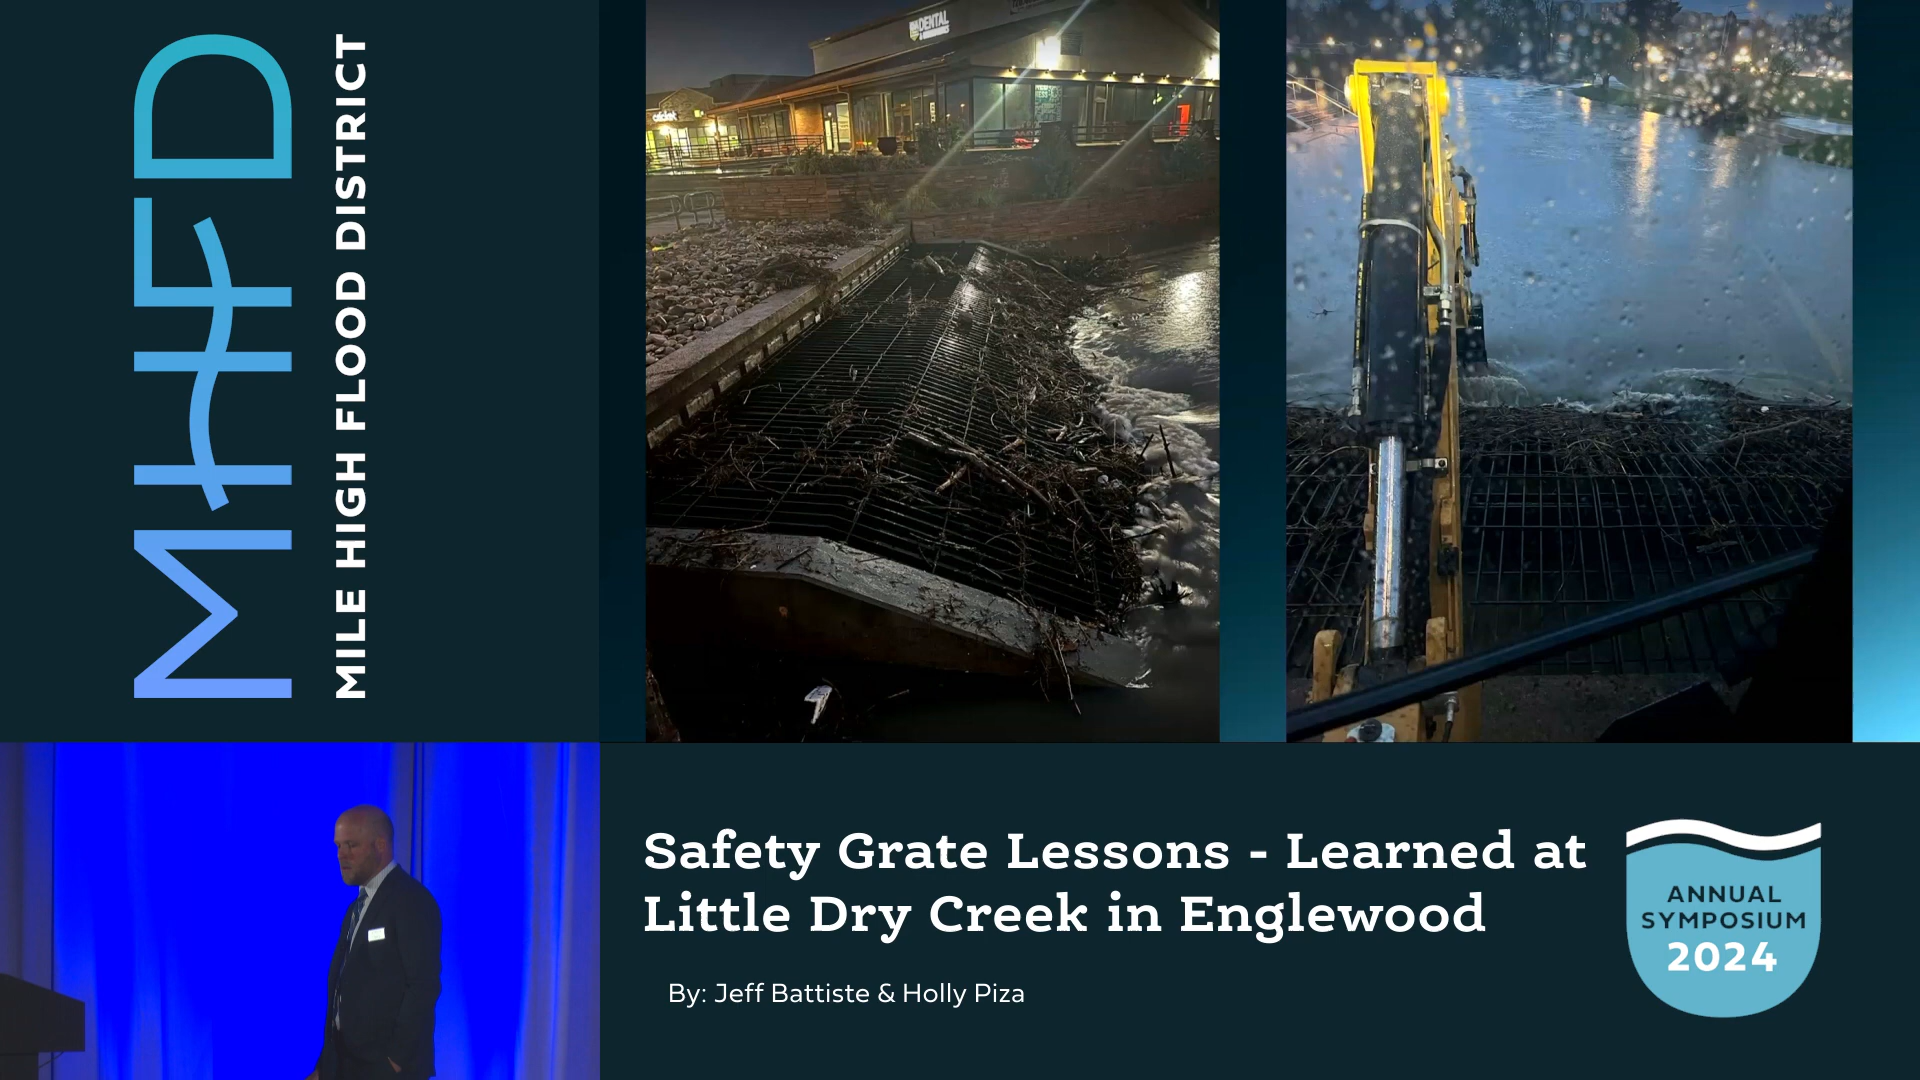 MHFD
MILE HIGH FLOOD DISTRICT
DENTAL
cricket
Safety Grate Lessons - Learned at
Little Dry Creek in Englewood
By: Jeff Battiste & Holly Piza
ANNUAL
SYMPOSIUM
2024